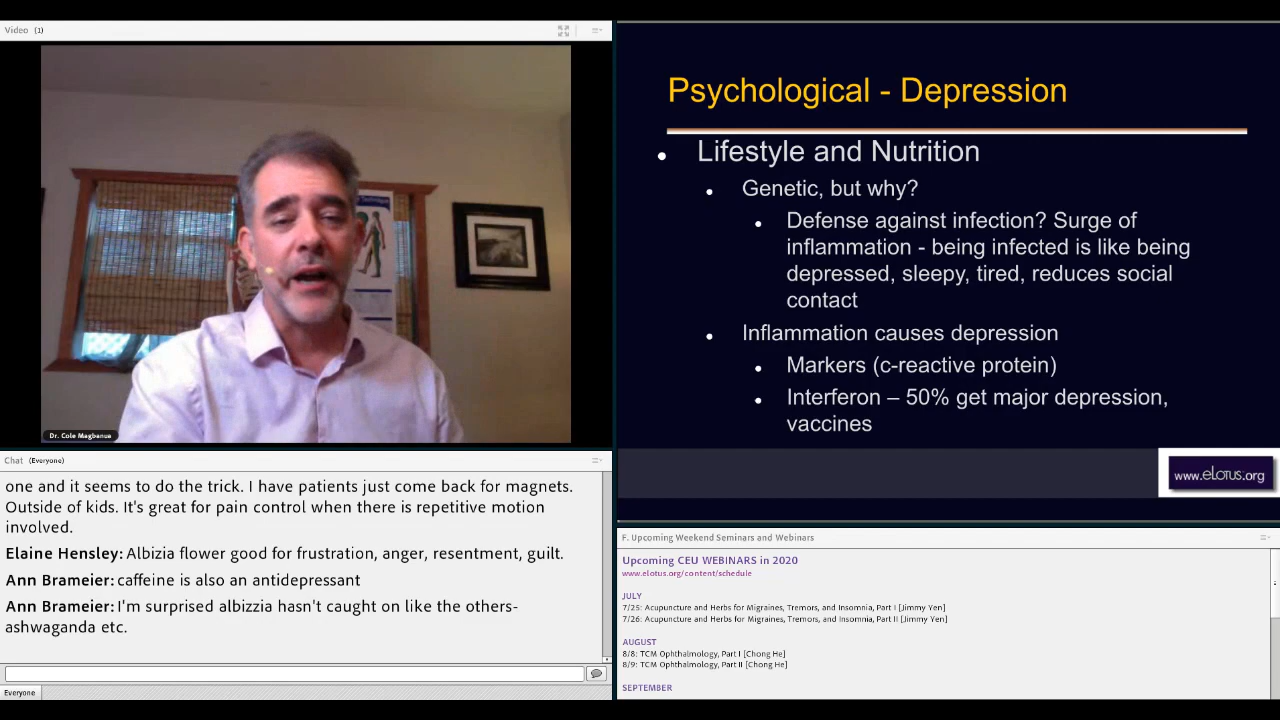 Video (1)
Dr. Cole Magbanua
Chat (Everyone)
one and it seems to do the trick. I have patients just come back for magnets.
Outside of kids. It's great for pain control when there is repetitive motion
involved.
Elaine Hensley: Albizia flower good for frustration, anger, resentment, guilt.
Ann Brameier: caffeine is also an antidepressant
Ann Brameier: I'm surprised albizzia hasn't caught on like the others-
ashwaganda etc.
Everyone
Psychological - Depression
Lifestyle and Nutrition
Genetic, but why?
Defense against infection? Surge of
inflammation - being infected is like being
depressed, sleepy, tired, reduces social
contact
Inflammation causes depression
Markers (c-reactive protein)
Interferon – 50% get major depression,
vaccines
www.eLotus.org
F. Upcoming Weekend Seminars and Webinars
Upcoming CEU WEBINARS in 2020
www.elotus.org/content/schedule
JULY
7/25: Acupuncture and Herbs for Migraines, Tremors, and Insomnia, Part I [Jimmy Yen]
7/26: Acupuncture and Herbs for Migraines, Tremors, and Insomnia, Part II [Jimmy Yen]
AUGUST
8/8: TCM Ophthalmology, Part I [Chong He]
8/9: TCM Ophthalmology, Part II [Chong He]
SEPTEMBER